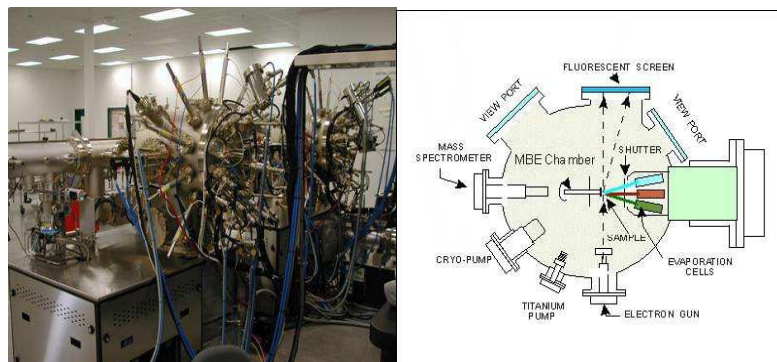 FLUORESCENT SCREEN
VIEW PORT
VIEW PORT
MASS
SPECTROMETER
MBE Chamber
SHUTTER
SAMPLE
CRYO-PUMP
EVAPORATION
CELLS
TITANIUM
PUMP
ELECTRON GUN